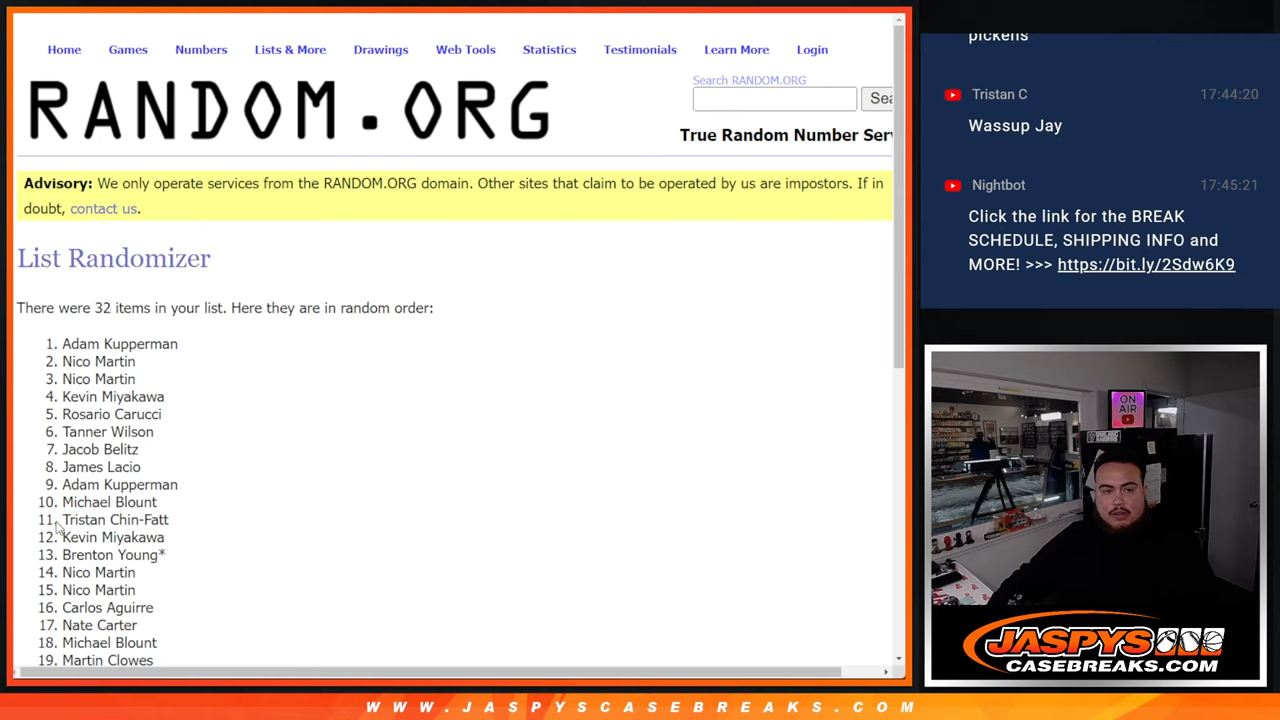 Home Games Numbers Lists & More Drawings Web Tools Statistics Testimonials Learn More Login
RANDOM.ORG
Search RANDOM.ORG
Sea
True Random Number Serv
Advisory: We only operate services from the RANDOM.ORG domain. Other sites that claim to be operated by us are impostors. If in
doubt, contact us.
List Randomizer
There were 32 items in your list. Here they are in random order:
1. Adam Kupperman
2. Nico Martin
3. Nico Martin
4. Kevin Miyakawa
5. Rosario Carucci
6. Tanner Wilson
7. Jacob Belitz
8. James Lacio
9. Adam Kupperman
10. Michael Blount
11. Tristan Chin-Fatt
12. Kevin Miyakawa
13. Brenton Young*
14. Nico Martin
15. Nico Martin
16. Carlos Aguirre
17. Nate Carter
18. Michael Blount
19. Martin Clowes
pickens
Tristan C 17:44:20
Wassup Jay
Nightbot 17:45:21
Click the link for the BREAK
SCHEDULE, SHIPPING INFO and
MORE! >>> https://bit.ly/2Sdw6K9
ON
AIR
JASPYS
CASEBREAKS.COM
WWW.JASPYSCASEBREAKS.COM